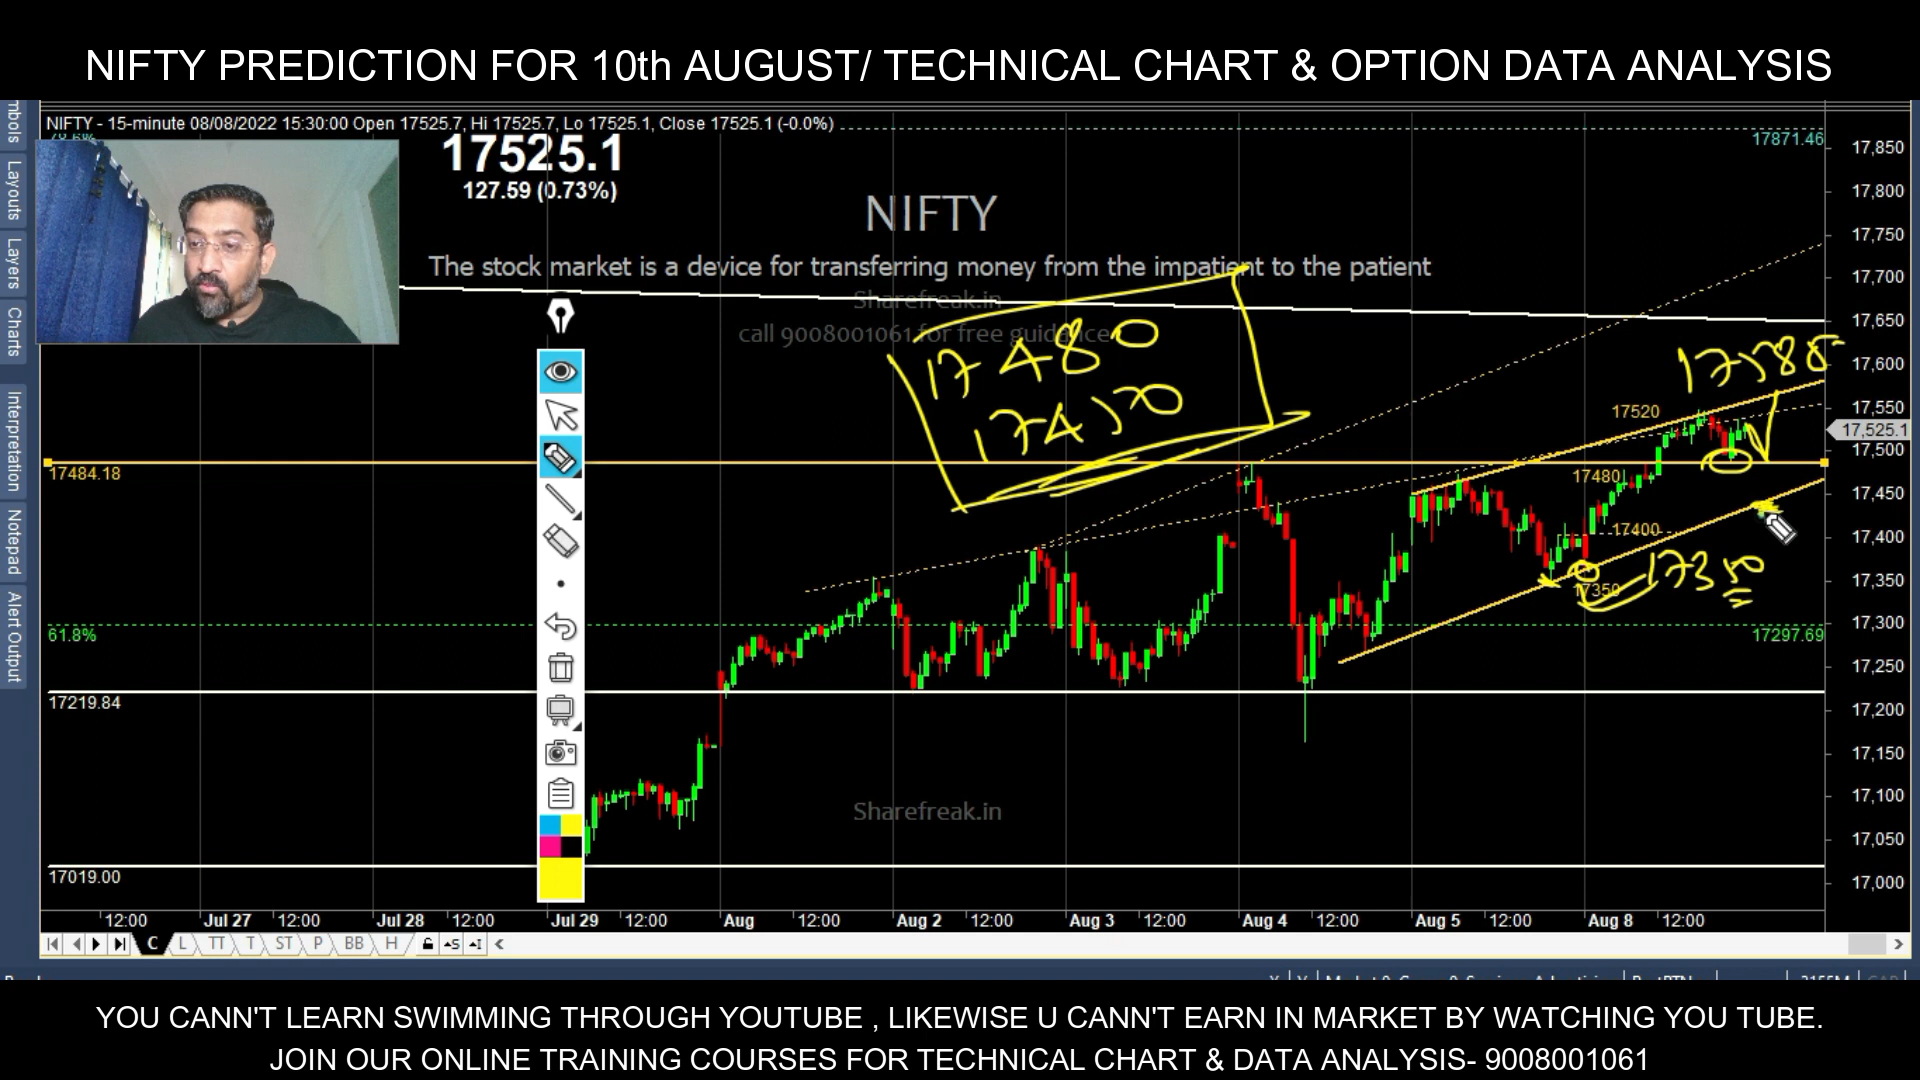 NIFTY PREDICTION FOR 10th AUGUST/ TECHNICAL CHART & OPTION DATA ANALYSIS
NIFTY - 15-minute 08/08/2022 15:30:00 Open 17525.7, Hi 17525.7, Lo 17525.1, Close 17525.1 (-0.0%)
78.6%
17871.46
17525.1
127.59 (0.73%)
NIFTY
The stock market is a device for transferring money from the impatient to the patient
Sharefreak.in
call 9008001061 for free guidance
17480
17585
17520
17484.18
17480
17400
17350
17350
61.8%
17297.69
17219.84
Sharefreak.in
17019.00
17,850
17,800
17,750
17,700
17,650
17,600
17,550
17,525.1
17,500
17,450
17,400
17,350
17,300
17,250
17,200
17,150
17,100
17,050
17,000
Layouts
Layers
Charts
Interpretation
Notepad
Alert Output
12:00 Jul 27 12:00 Jul 28 12:00 Jul 29 12:00 Aug 12:00 Aug 2 12:00 Aug 3 12:00 Aug 4 12:00 Aug 5 12:00 Aug 8 12:00
C L TT T ST P BB H
YOU CANN'T LEARN SWIMMING THROUGH YOUTUBE , LIKEWISE U CANN'T EARN IN MARKET BY WATCHING YOU TUBE.
JOIN OUR ONLINE TRAINING COURSES FOR TECHNICAL CHART & DATA ANALYSIS- 9008001061